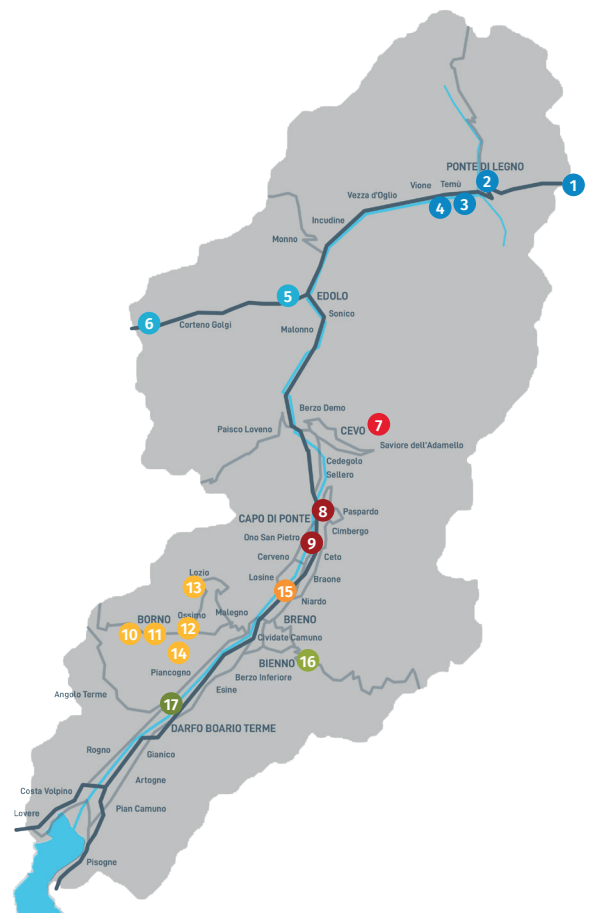 PONTE DI LEGNO
2
1
Vione
Temù
Vezza d'Oglio
4
3
Incudine
Monno
5
EDOLO
6
Corteno Golgi
Sonico
Malonno
Berzo Demo
7
Paisco Loveno
CEVO
Saviore dell'Adamello
Cedegolo
Sellero
8
Paspardo
CAPO DI PONTE
Cimbergo
Ono San Pietro
9
Cerveno
Ceto
Lozio
Losine
Braone
13
15
Niardo
Ossimo
Malegno
BORNO
BRENO
10
11
12
Cividate Camuno
14
BIENNO
16
Piancogno
Berzo Inferiore
Esine
Angolo Terme
17
DARFO BOARIO TERME
Rogno
Gianico
Artogne
Costa Volpino
Pian Camuno
Lovere
Pisogne